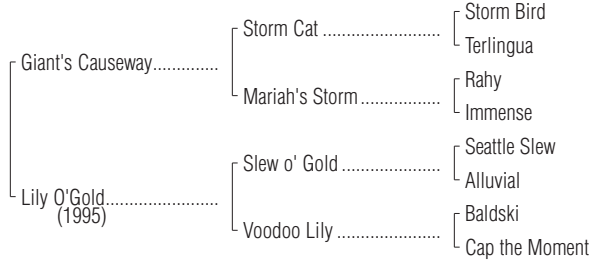 Storm Bird
Storm Cat ........................
Terlingua
Giant's Causeway..............
Rahy
Mariah's Storm .................
Immense
Seattle Slew
Slew o' Gold .....................
Alluvial
Lily O'Gold........................
(1995)
Baldski
Voodoo Lily ......................
Cap the Moment